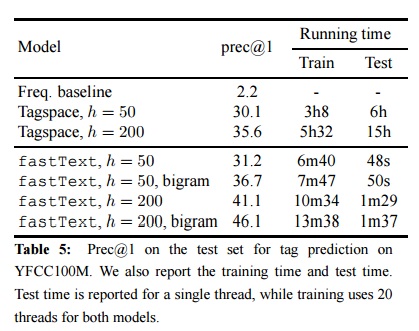 Model prec@1 Running time
Train Test
Freq. baseline 2.2 - -
Tagspace, h = 50 30.1 3h8 6h
Tagspace, h = 200 35.6 5h32 15h
fastText, h = 50 31.2 6m40 48s
fastText, h = 50, bigram 36.7 7m47 50s
fastText, h = 200 41.1 10m34 1m29
fastText, h = 200, bigram 46.1 13m38 1m37
Table 5: Prec@1 on the test set for tag prediction on
YFCC100M. We also report the training time and test time.
Test time is reported for a single thread, while training uses 20
threads for both models.